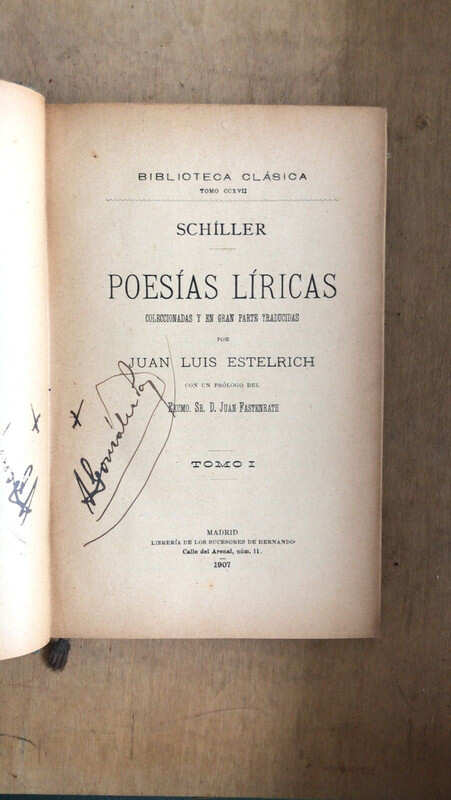 BIBLIOTECA CLÁSICA
TOMO CCXVII
SCHÍLLER
POESÍAS LÍRICAS
COLECCIONADAS Y EN GRAN PARTE TRADUCIDAS
POR
JUAN LUIS ESTELRICH
CON UN PRÓLOGO DEL
EXCMO. SR. D. JUAN FASTENRATH
TOMO I
MADRID
LIBRERÍA DE LOS SUCESORES DE HERNANDO
Calle del Arenal, núm. 11.
1907